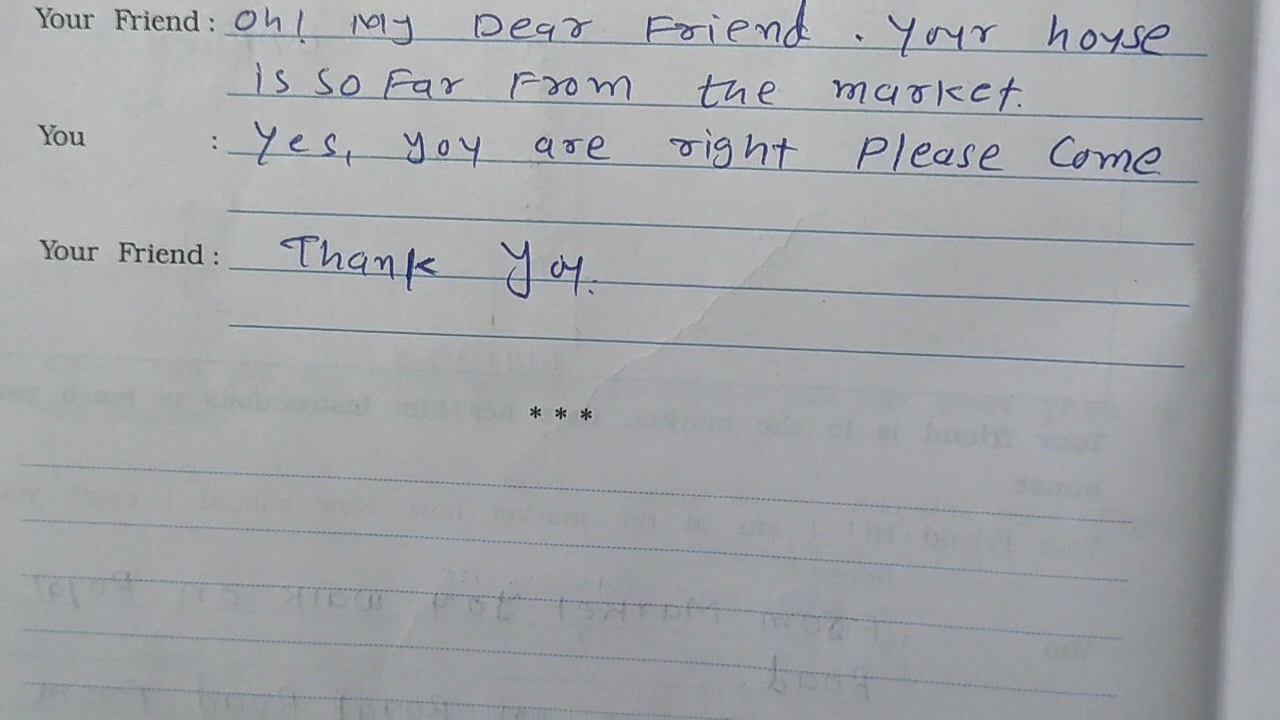 Your Friend : Oh! My Dear Friend . Your house
is so Far From the market.
You : Yes, you are right Please Come
Your Friend : Thank You.
***